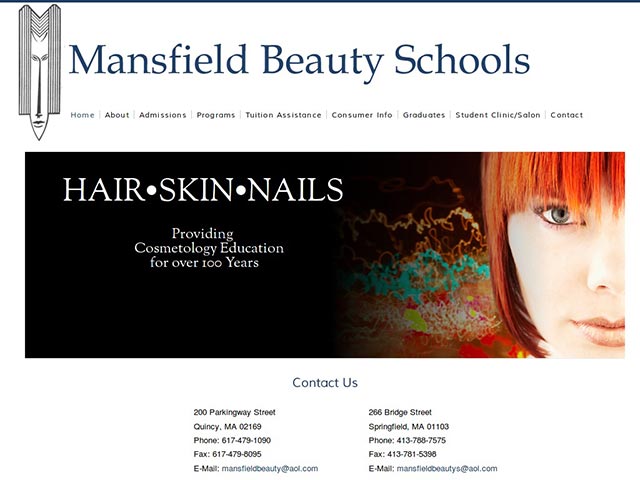 Mansfield Beauty Schools
Home About Admissions Programs Tuition Assistance Consumer Info Graduates Student Clinic/Salon Contact
HAIR•SKIN•NAILS
Providing
Cosmetology Education
for over 100 Years
Contact Us
200 Parkingway Street
Quincy, MA 02169
Phone: 617-479-1090
Fax: 617-479-8095
E-Mail: mansfieldbeauty@aol.com
266 Bridge Street
Springfield, MA 01103
Phone: 413-788-7575
Fax: 413-781-5398
E-Mail: mansfieldbeautys@aol.com